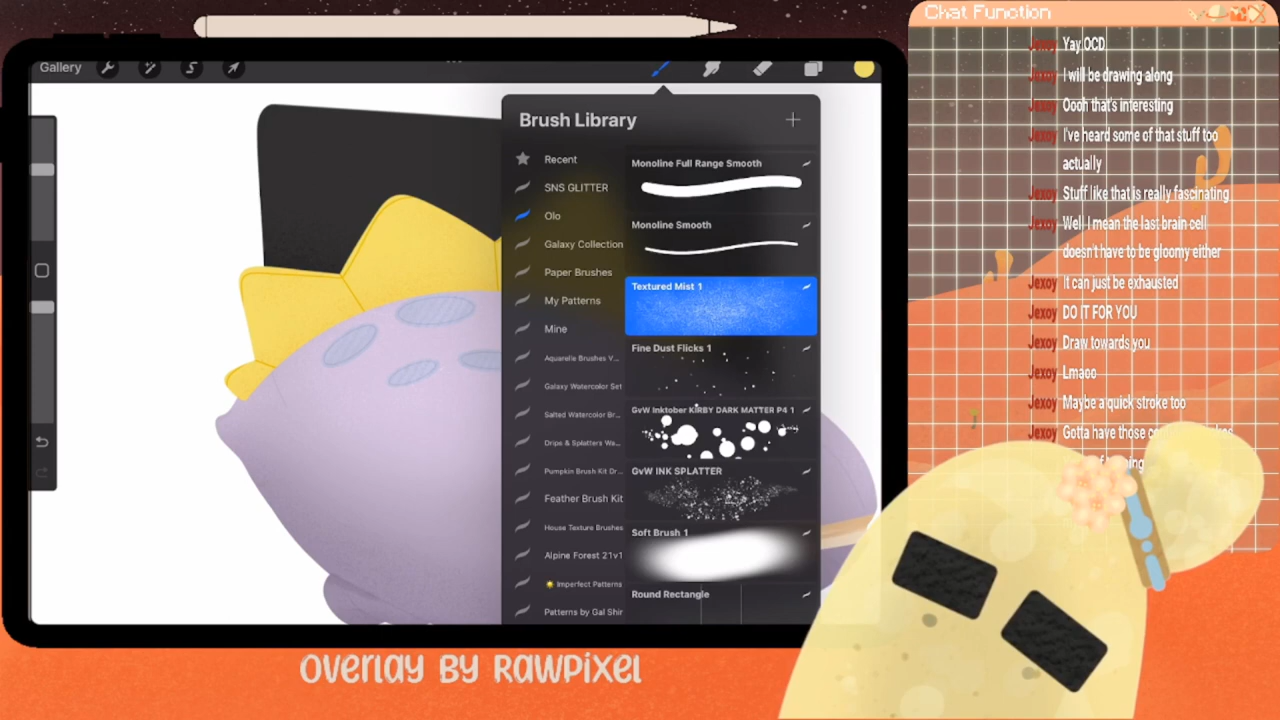 Gallery
Brush Library
Recent
SNS GLITTER
Olo
Galaxy Collection
Paper Brushes
My Patterns
Mine
Aquarelle Brushes V...
Galaxy Watercolor Set
Salted Watercolor Br...
Drips & Splatters Wa...
Pumpkin Brush Kit Dr...
Feather Brush Kit
House Texture Brushes
Alpine Forest 21v1
Imperfect Patterns
Patterns by Gal Shir
Monoline Full Range Smooth
Monoline Smooth
Textured Mist 1
Fine Dust Flicks 1
GvW Inktober KIRBY DARK MATTER P4 1
GvW INK SPLATTER
Soft Brush 1
Round Rectangle
Chat Function
Jexoy Yay OCD
Jexoy I will be drawing along
Jexoy Oooh that's interesting
Jexoy I've heard some of that stuff too
actually
Jexoy Stuff like that is really fascinating
Jexoy Well I mean the last brain cell
doesn't have to be gloomy either
Jexoy It can just be exhausted
Jexoy DO IT FOR YOU
Jexoy Draw towards you
Jexoy Lmaoo
Jexoy Maybe a quick stroke too
Jexoy Gotta have those
OVERLAY BY RAWPIXEL